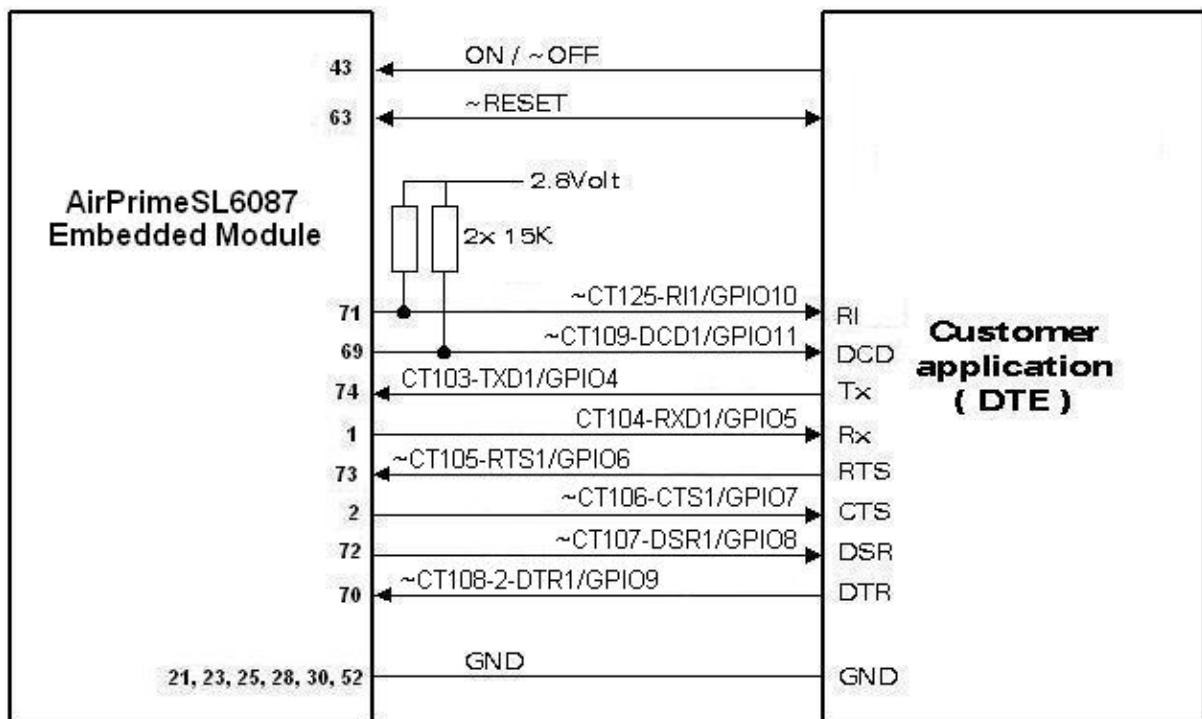 43 ON / ~OFF
63 ~RESET
2.8Volt
AirPrimeSL6087
Embedded Module
2x 15K
71 ~CT125-RI1/GPIO10 RI
69 ~CT109-DCD1/GPIO11 DCD
74 CT103-TXD1/GPIO4 Tx
1 CT104-RXD1/GPIO5 Rx
73 ~CT105-RTS1/GPIO6 RTS
2 ~CT106-CTS1/GPIO7 CTS
72 ~CT107-DSR1/GPIO8 DSR
70 ~CT108-2-DTR1/GPIO9 DTR
21, 23, 25, 28, 30, 52 GND GND
Customer
application
( DTE )